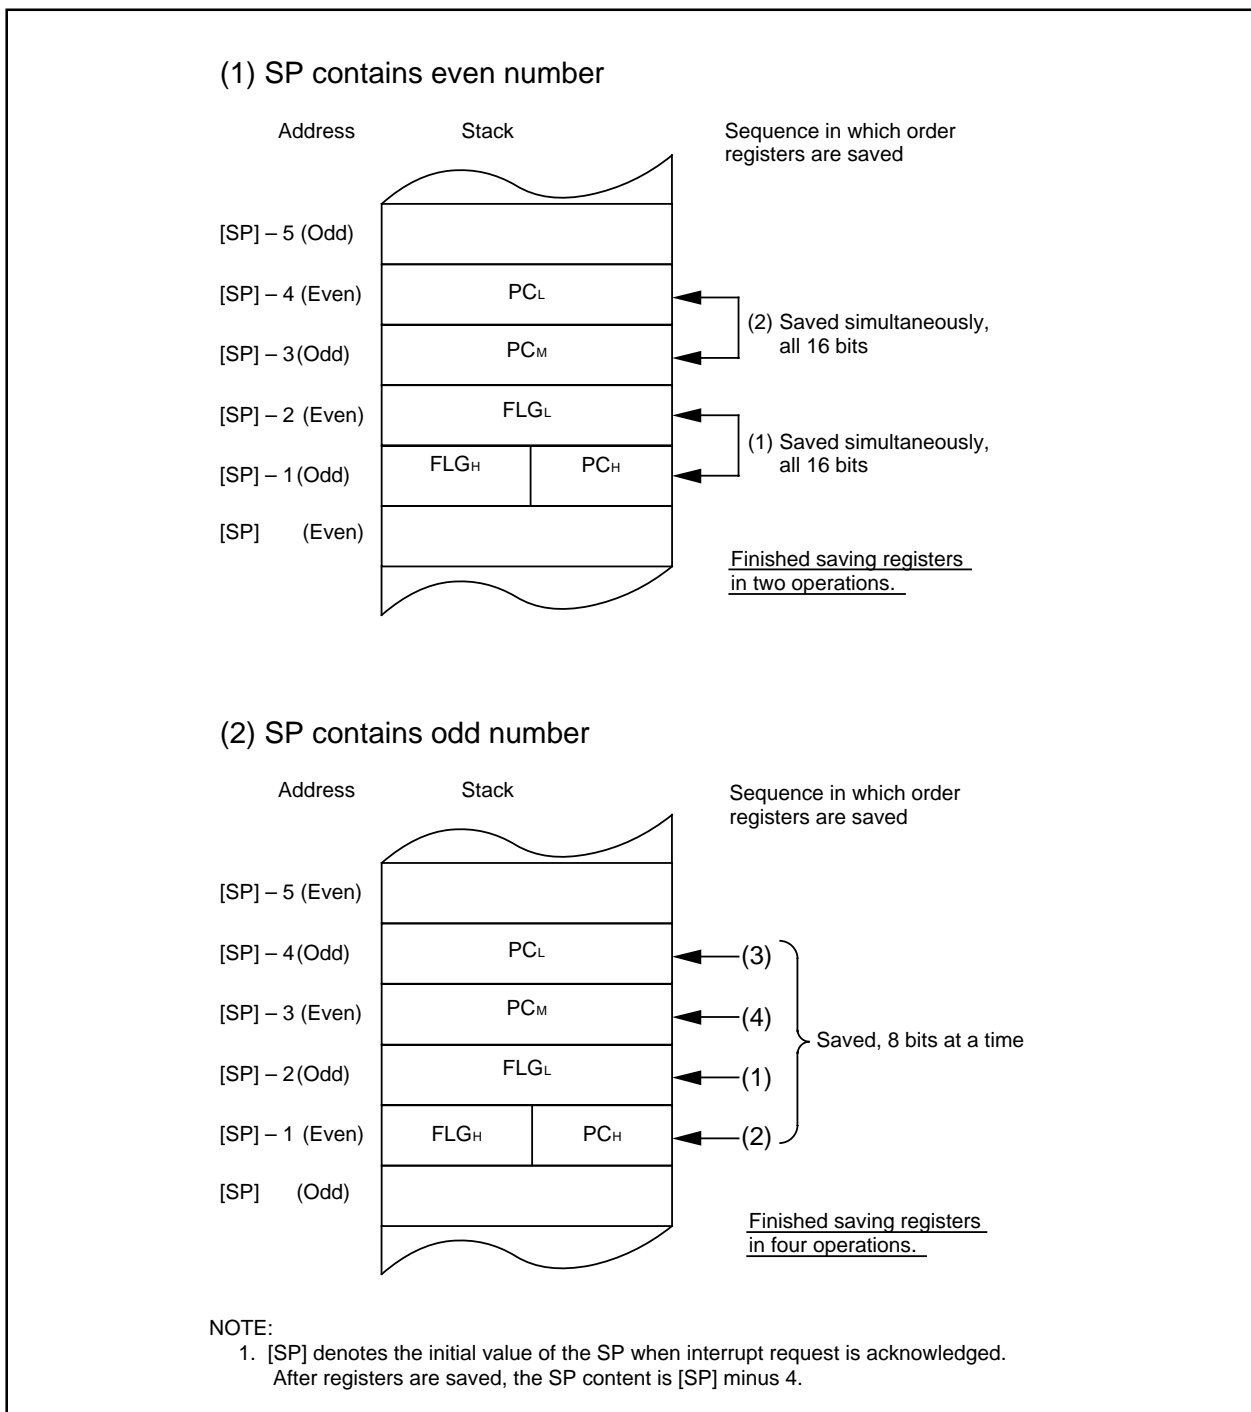 (1) SP contains even number
Address Stack Sequence in which order
registers are saved
[SP] – 5 (Odd)
[SP] – 4 (Even) PCL
(2) Saved simultaneously,
all 16 bits
[SP] – 3 (Odd) PCM
[SP] – 2 (Even) FLGL
(1) Saved simultaneously,
all 16 bits
[SP] – 1 (Odd) FLGH PCH
[SP] (Even)
Finished saving registers
in two operations.
(2) SP contains odd number
Address Stack Sequence in which order
registers are saved
[SP] – 5 (Even)
[SP] – 4 (Odd) PCL (3)
[SP] – 3 (Even) PCM (4)
Saved, 8 bits at a time
[SP] – 2 (Odd) FLGL (1)
[SP] – 1 (Even) FLGH PCH (2)
[SP] (Odd)
Finished saving registers
in four operations.
NOTE:
1. [SP] denotes the initial value of the SP when interrupt request is acknowledged.
After registers are saved, the SP content is [SP] minus 4.